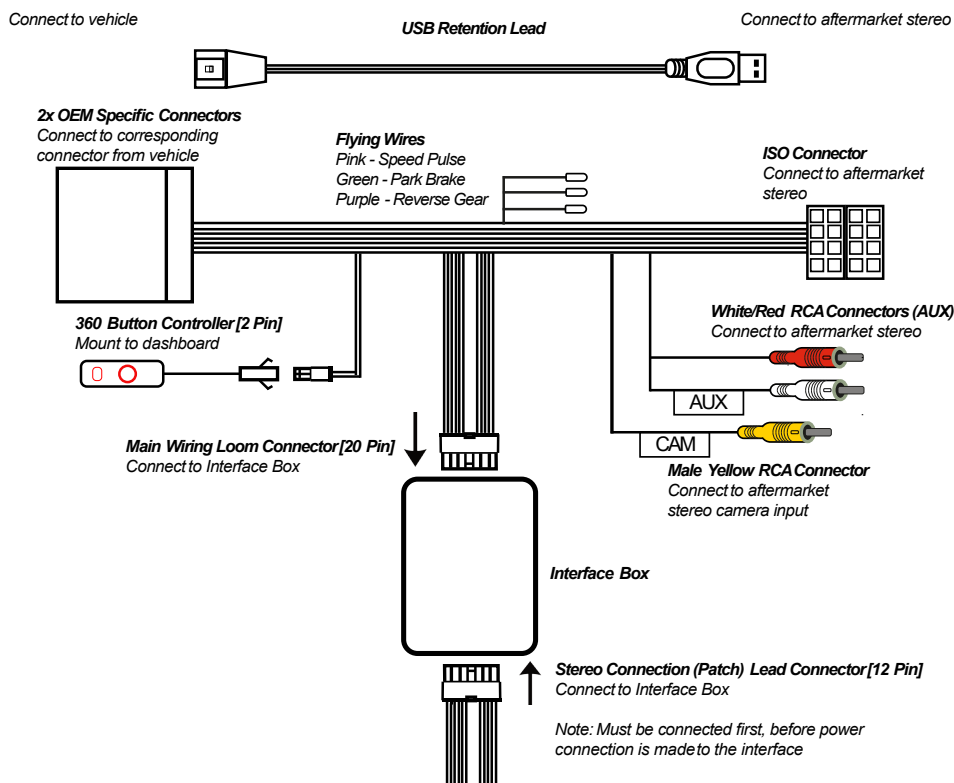 Connect to vehicle
USB Retention Lead
Connect to aftermarket stereo
2x OEM Specific Connectors
Connect to corresponding
connector from vehicle
Flying Wires
Pink - Speed Pulse
Green - Park Brake
Purple - Reverse Gear
ISO Connector
Connect to aftermarket
stereo
360 Button Controller [2 Pin]
Mount to dashboard
White/Red RCA Connectors (AUX)
Connect to aftermarket stereo
AUX
CAM
Main Wiring Loom Connector [20 Pin]
Connect to Interface Box
Male Yellow RCA Connector
Connect to aftermarket
stereo camera input
Interface Box
Stereo Connection (Patch) Lead Connector [12 Pin]
Connect to Interface Box
Note: Must be connected first, before power
connection is made to the interface